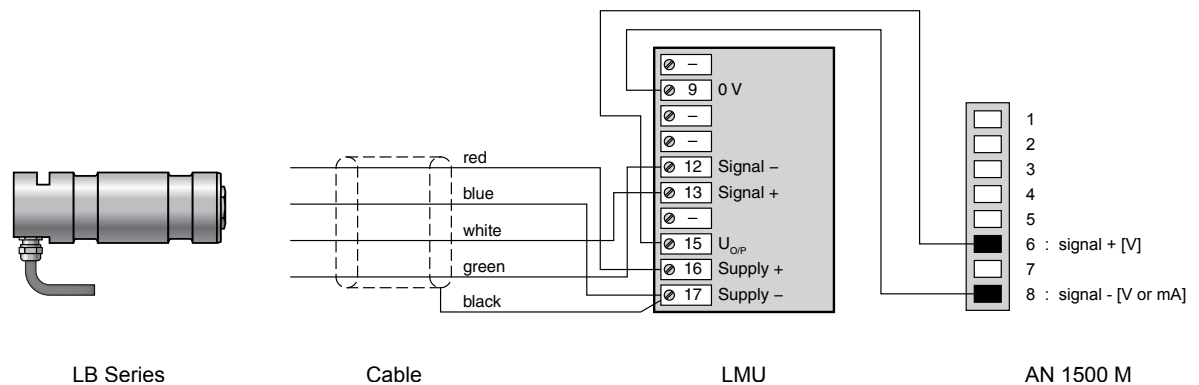 –
9 0 V
–
–
12 Signal –
13 Signal +
–
15 U_O/P
16 Supply +
17 Supply –
red
blue
white
green
black
1
2
3
4
5
6 : signal + [V]
7
8 : signal - [V or mA]
LB Series
Cable
LMU
AN 1500 M